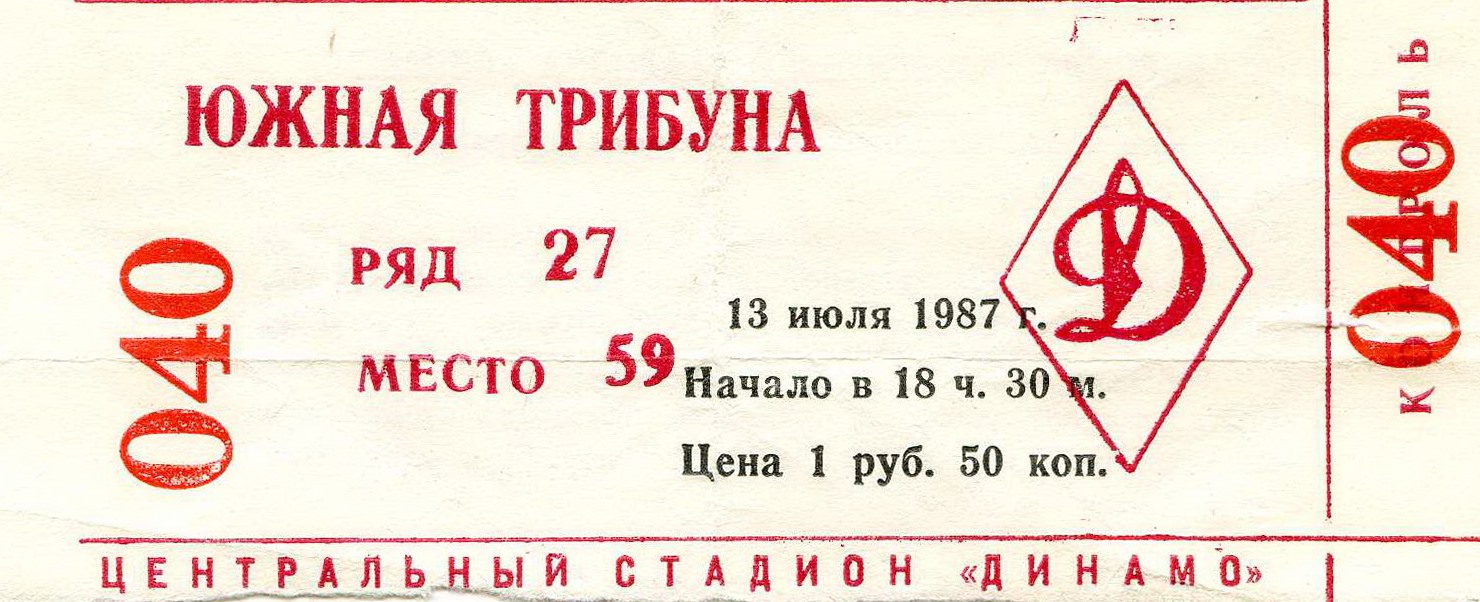 ЮЖНАЯ ТРИБУНА
РЯД 27
МЕСТО 59
13 июля 1987 г.
Начало в 18 ч. 30 м.
Цена 1 руб. 50 коп.
Д
040
КОНТРОЛЬ
040
ЦЕНТРАЛЬНЫЙ СТАДИОН «ДИНАМО»